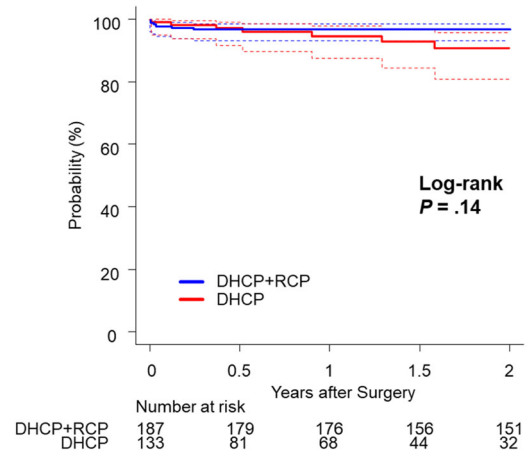 100
80
60
40
20
0
Probability (%)
Log-rank
P = .14
DHCP+RCP
DHCP
0 0.5 1 1.5 2
Years after Surgery
Number at risk
DHCP+RCP 187 179 176 156 151
DHCP 133 81 68 44 32